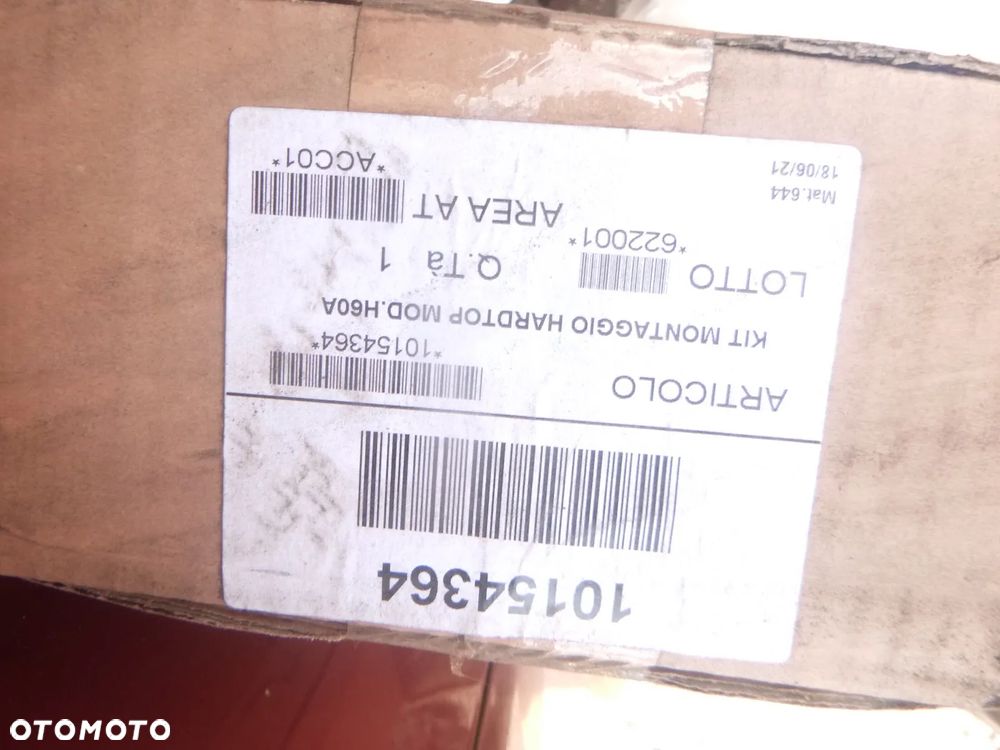 10154364
ARTICOLO
*10154364*
KIT MONTAGGIO HARDTOP MOD.H60A
LOTTO
*622001*
Q.Tà 1
AREA AT
*ACC01*
Mat.644
18/06/21
OTOMOTO